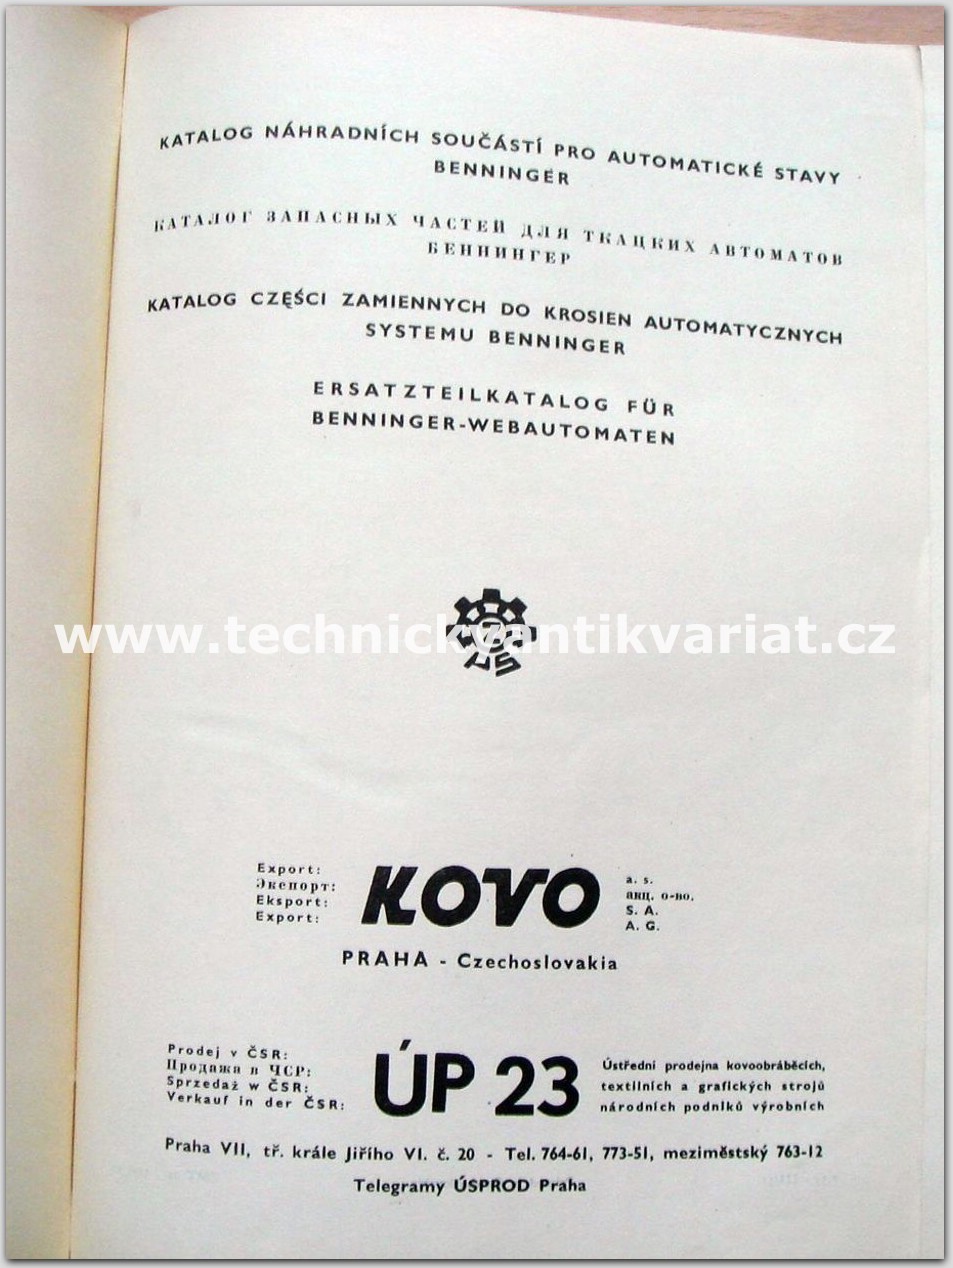 KATALOG NÁHRADNÍCH SOUČÁSTÍ PRO AUTOMATICKÉ STAVY
BENNINGER
КАТАЛОГ ЗАПАСНЫХ ЧАСТЕЙ ДЛЯ ТКАЦКИХ АВТОМАТОВ
БЕННИНГЕР
KATALOG CZĘŚCI ZAMIENNYCH DO KROSIEN AUTOMATYCZNYCH
SYSTEMU BENNINGER
ERSATZTEILKATALOG FÜR
BENNINGER-WEBAUTOMATEN
www.technickyantikvariat.cz
Export:
Экспорт:
Eksport:
Export:
KOVO
a. s.
акц. о-во.
S. A.
A. G.
PRAHA - Czechoslovakia
Prodej v ČSR:
Продажа в ЧСР:
Sprzedaż w ČSR:
Verkauf in der ČSR:
ÚP 23
Ústřední prodejna kovoobráběcích,
textilních a grafických strojů
národních podniků výrobních
Praha VII, tř. krále Jiřího VI. č. 20 - Tel. 764-61, 773-51, meziměstský 763-12
Telegramy ÚSPROD Praha